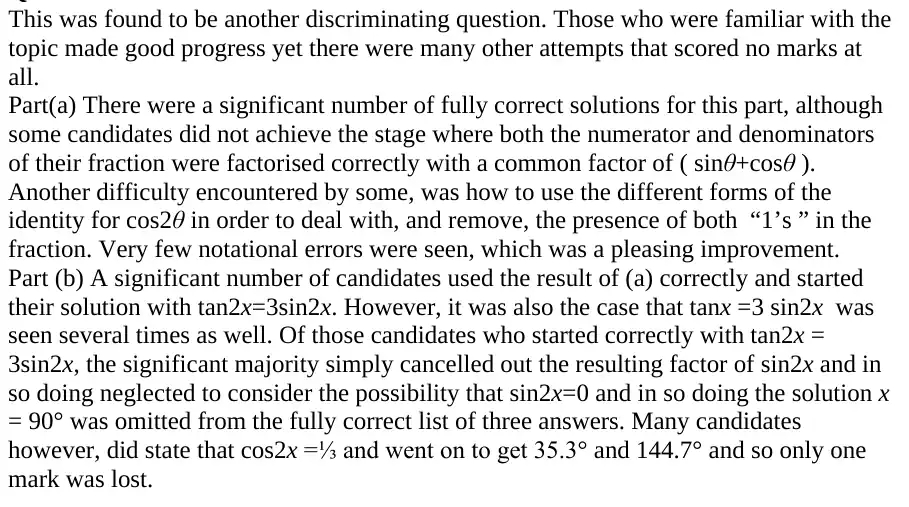 This was found to be another discriminating question. Those who were familiar with the
topic made good progress yet there were many other attempts that scored no marks at
all.
Part(a) There were a significant number of fully correct solutions for this part, although
some candidates did not achieve the stage where both the numerator and denominators
of their fraction were factorised correctly with a common factor of ( sinθ+cosθ ).
Another difficulty encountered by some, was how to use the different forms of the
identity for cos2θ in order to deal with, and remove, the presence of both “1’s ” in the
fraction. Very few notational errors were seen, which was a pleasing improvement.
Part (b) A significant number of candidates used the result of (a) correctly and started
their solution with tan2x=3sin2x. However, it was also the case that tanx =3 sin2x was
seen several times as well. Of those candidates who started correctly with tan2x =
3sin2x, the significant majority simply cancelled out the resulting factor of sin2x and in
so doing neglected to consider the possibility that sin2x=0 and in so doing the solution x
= 90° was omitted from the fully correct list of three answers. Many candidates
however, did state that cos2x =⅓ and went on to get 35.3° and 144.7° and so only one
mark was lost.